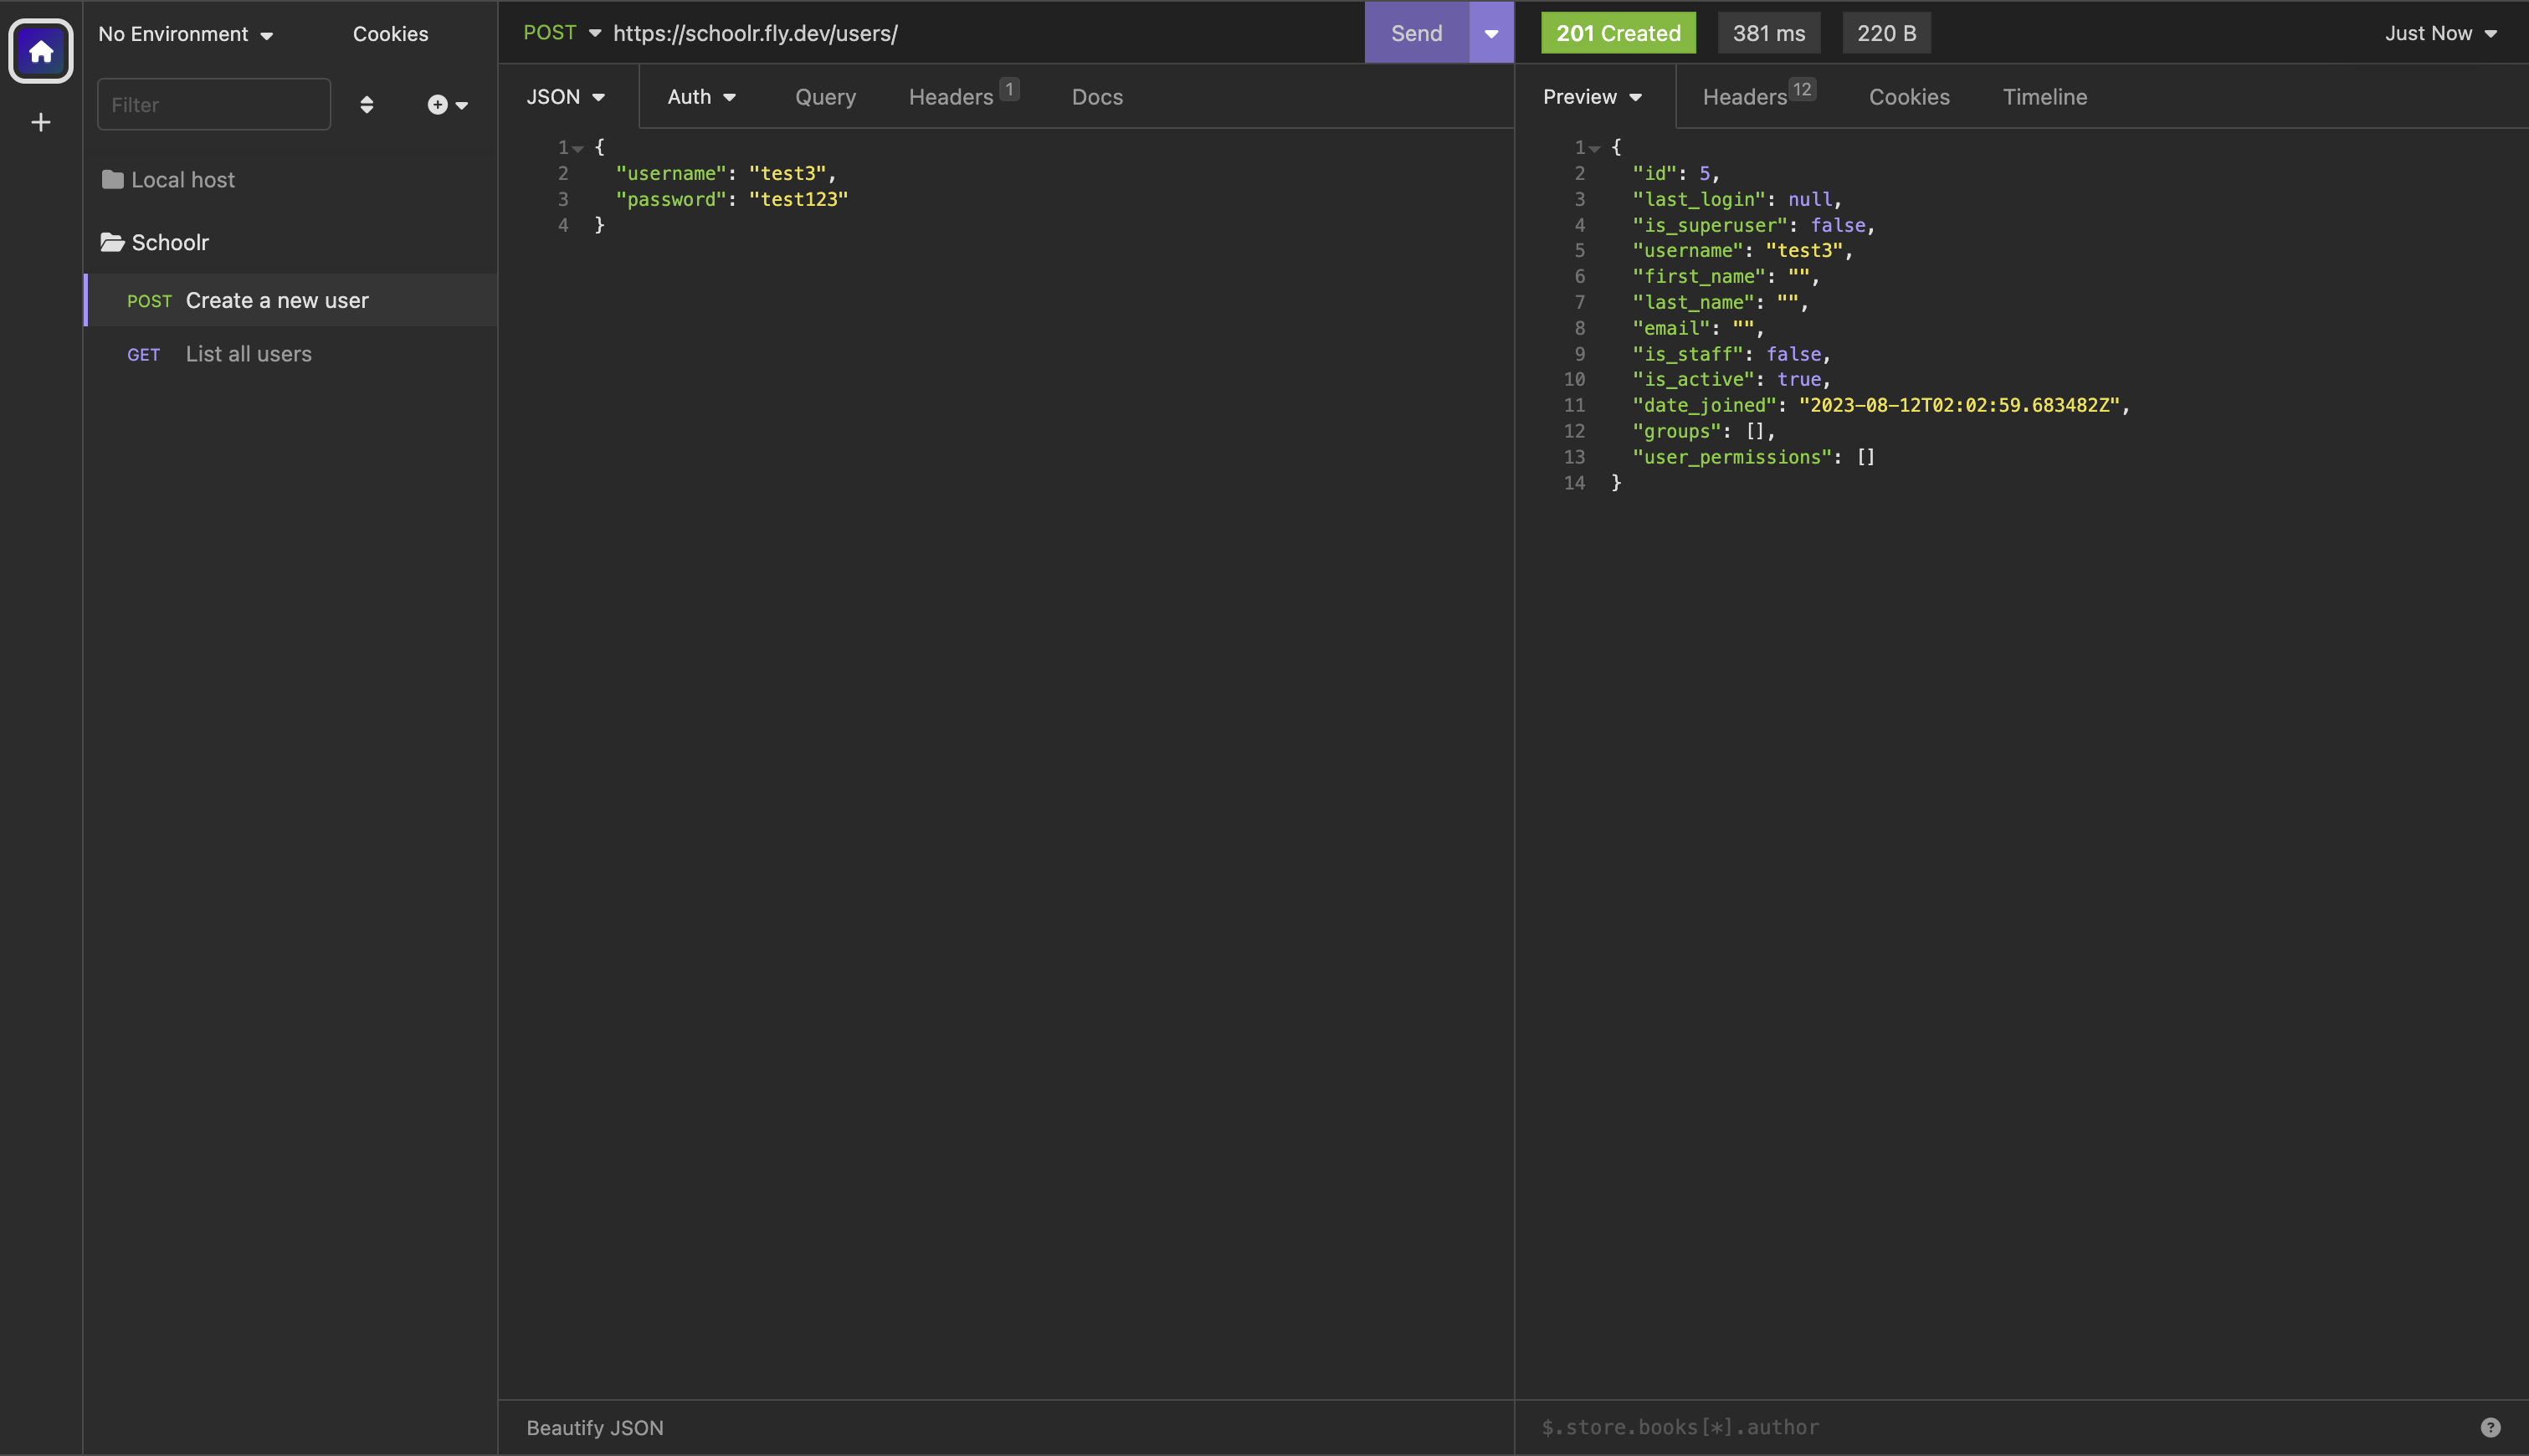 No Environment
Cookies
Filter
Local host
Schoolr
POST Create a new user
GET List all users
POST https://schoolr.fly.dev/users/
Send
JSON Auth Query Headers 1 Docs
1 {
2 "username": "test3",
3 "password": "test123"
4 }
Beautify JSON
201 Created 381 ms 220 B Just Now
Preview Headers 12 Cookies Timeline
1 {
2 "id": 5,
3 "last_login": null,
4 "is_superuser": false,
5 "username": "test3",
6 "first_name": "",
7 "last_name": "",
8 "email": "",
9 "is_staff": false,
10 "is_active": true,
11 "date_joined": "2023-08-12T02:02:59.683482Z",
12 "groups": [],
13 "user_permissions": []
14 }
$.store.books[*].author
?